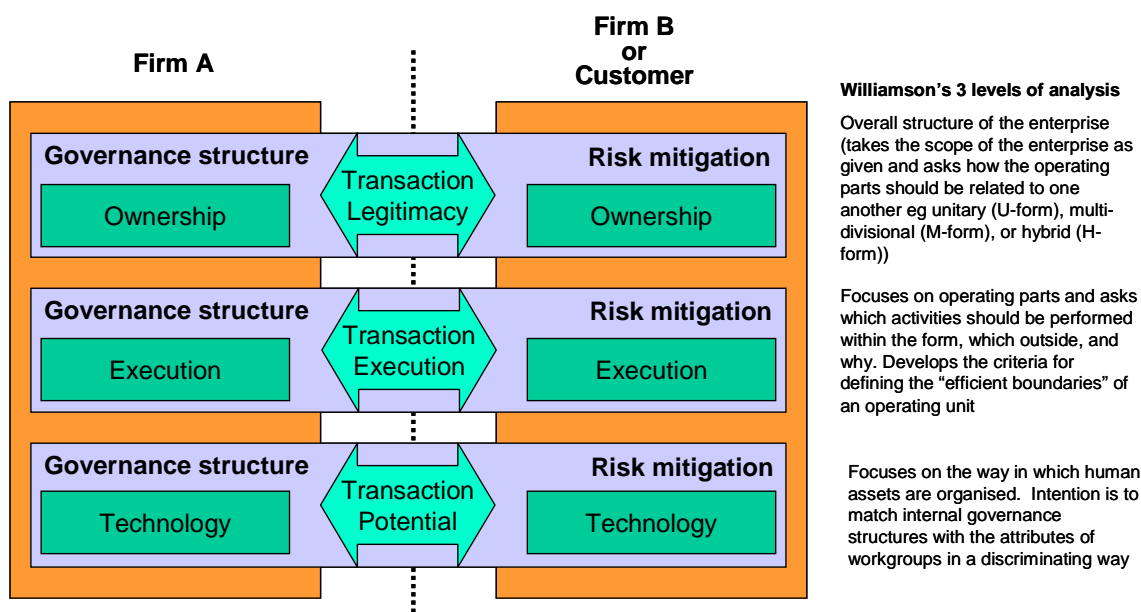 Firm A
Firm B
or
Customer
Governance structure
Ownership
Transaction
Legitimacy
Risk mitigation
Ownership
Governance structure
Execution
Transaction
Execution
Risk mitigation
Execution
Governance structure
Technology
Transaction
Potential
Risk mitigation
Technology
Williamson's 3 levels of analysis
Overall structure of the enterprise
(takes the scope of the enterprise as
given and asks how the operating
parts should be related to one
another eg unitary (U-form), multi-
divisional (M-form), or hybrid (H-
form))
Focuses on operating parts and asks
which activities should be performed
within the form, which outside, and
why. Develops the criteria for
defining the “efficient boundaries” of
an operating unit
Focuses on the way in which human
assets are organised.  Intention is to
match internal governance
structures with the attributes of
workgroups in a discriminating way